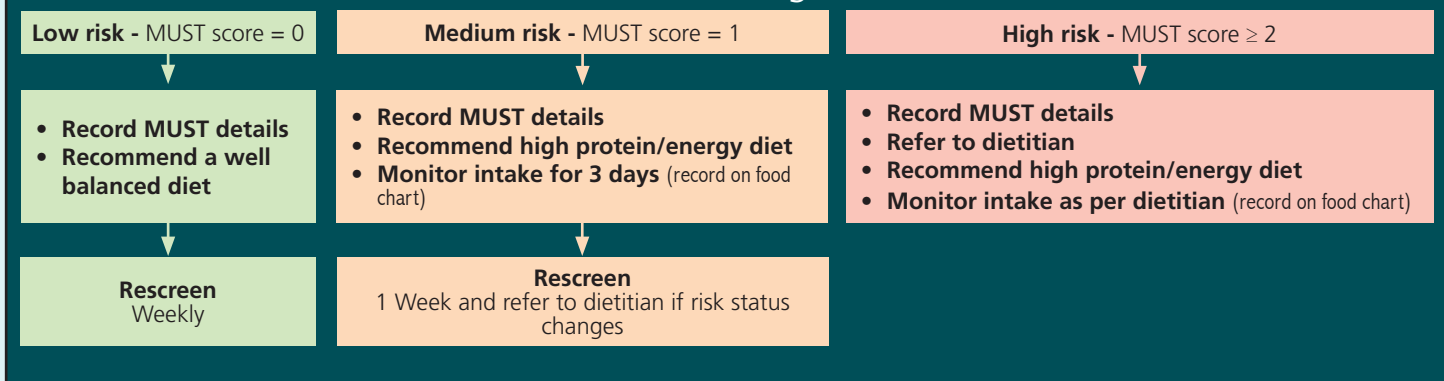 Low risk - MUST score = 0
• Record MUST details
• Recommend a well
balanced diet
Rescreen
Weekly
Medium risk - MUST score = 1
• Record MUST details
• Recommend high protein/energy diet
• Monitor intake for 3 days (record on food
chart)
Rescreen
1 Week and refer to dietitian if risk status
changes
High risk - MUST score ≥ 2
• Record MUST details
• Refer to dietitian
• Recommend high protein/energy diet
• Monitor intake as per dietitian (record on food chart)